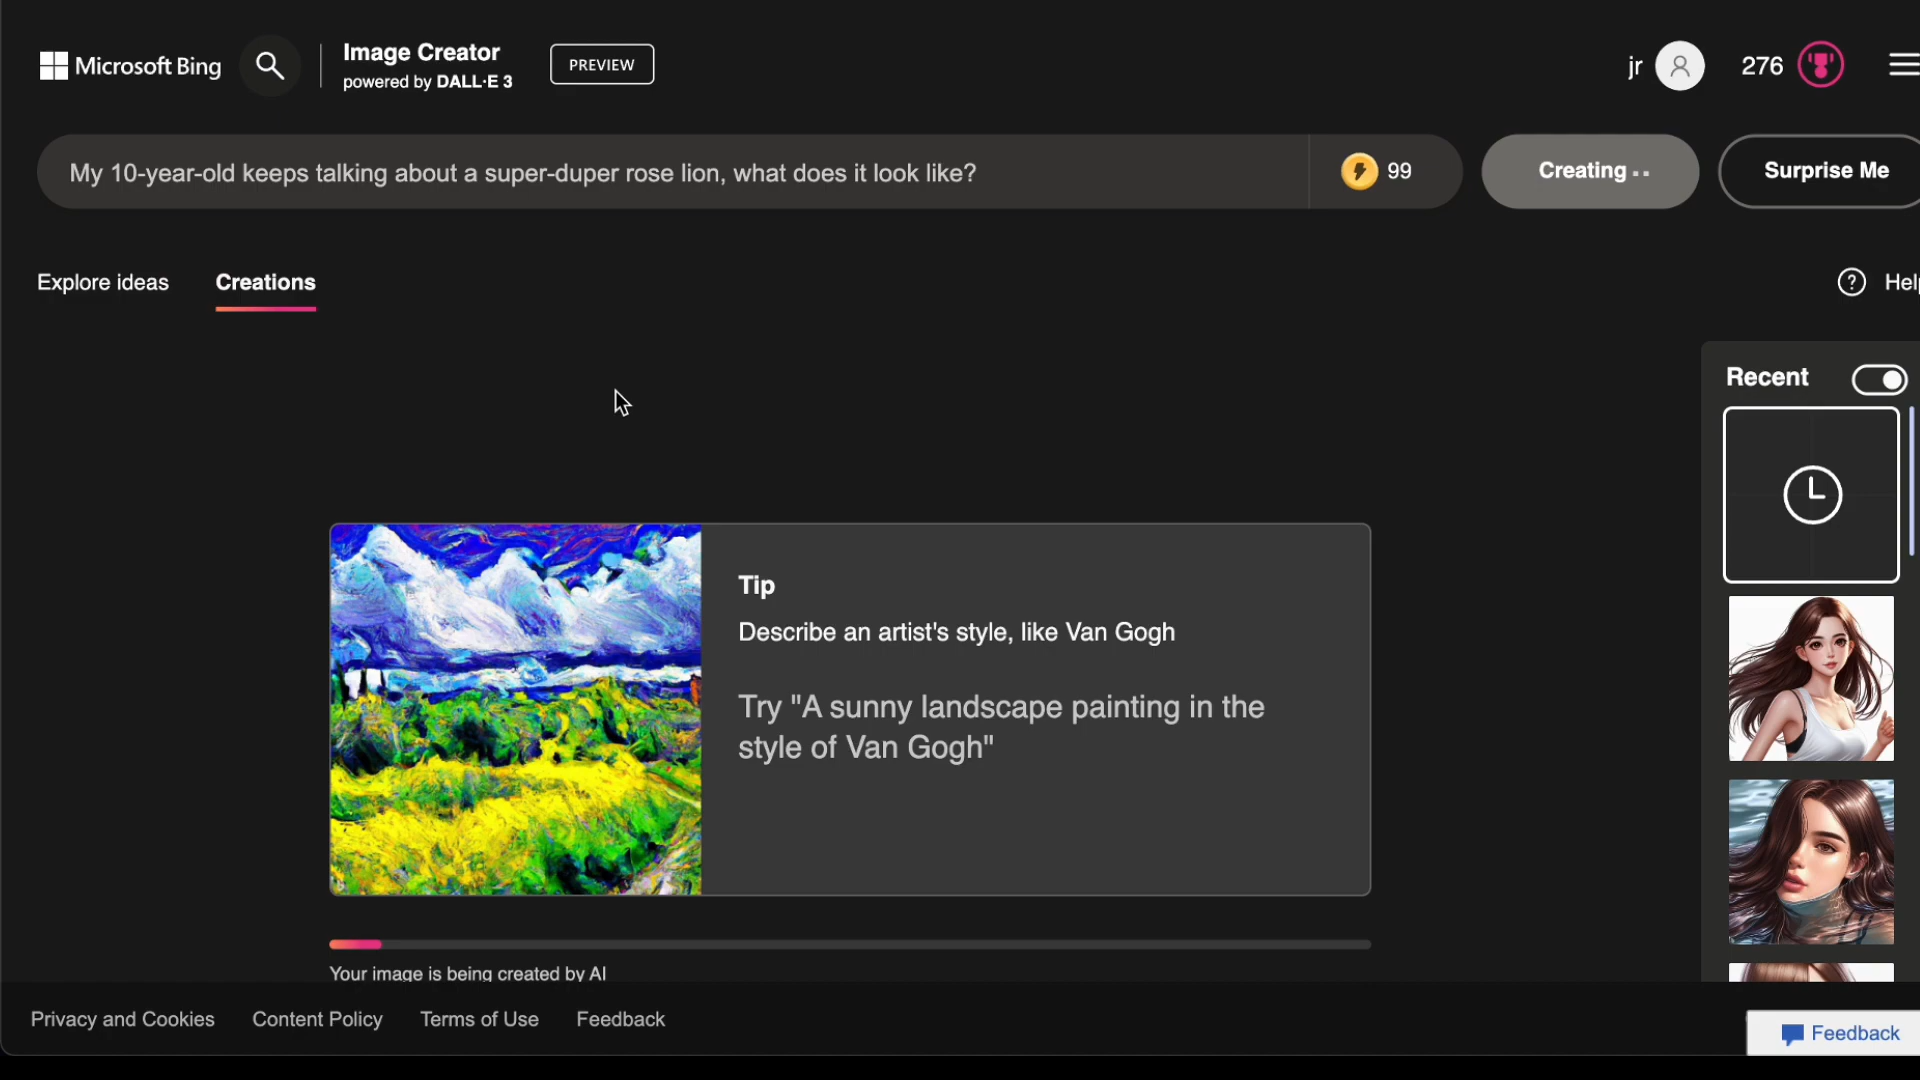 Microsoft Bing
Image Creator
powered by DALL·E 3
PREVIEW
jr
276
My 10-year-old keeps talking about a super-duper rose lion, what does it look like?
99
Creating ..
Surprise Me
Explore ideas
Creations
Recent
Tip
Describe an artist's style, like Van Gogh
Try "A sunny landscape painting in the
style of Van Gogh"
Your image is being created by AI
Privacy and Cookies
Content Policy
Terms of Use
Feedback
Feedback